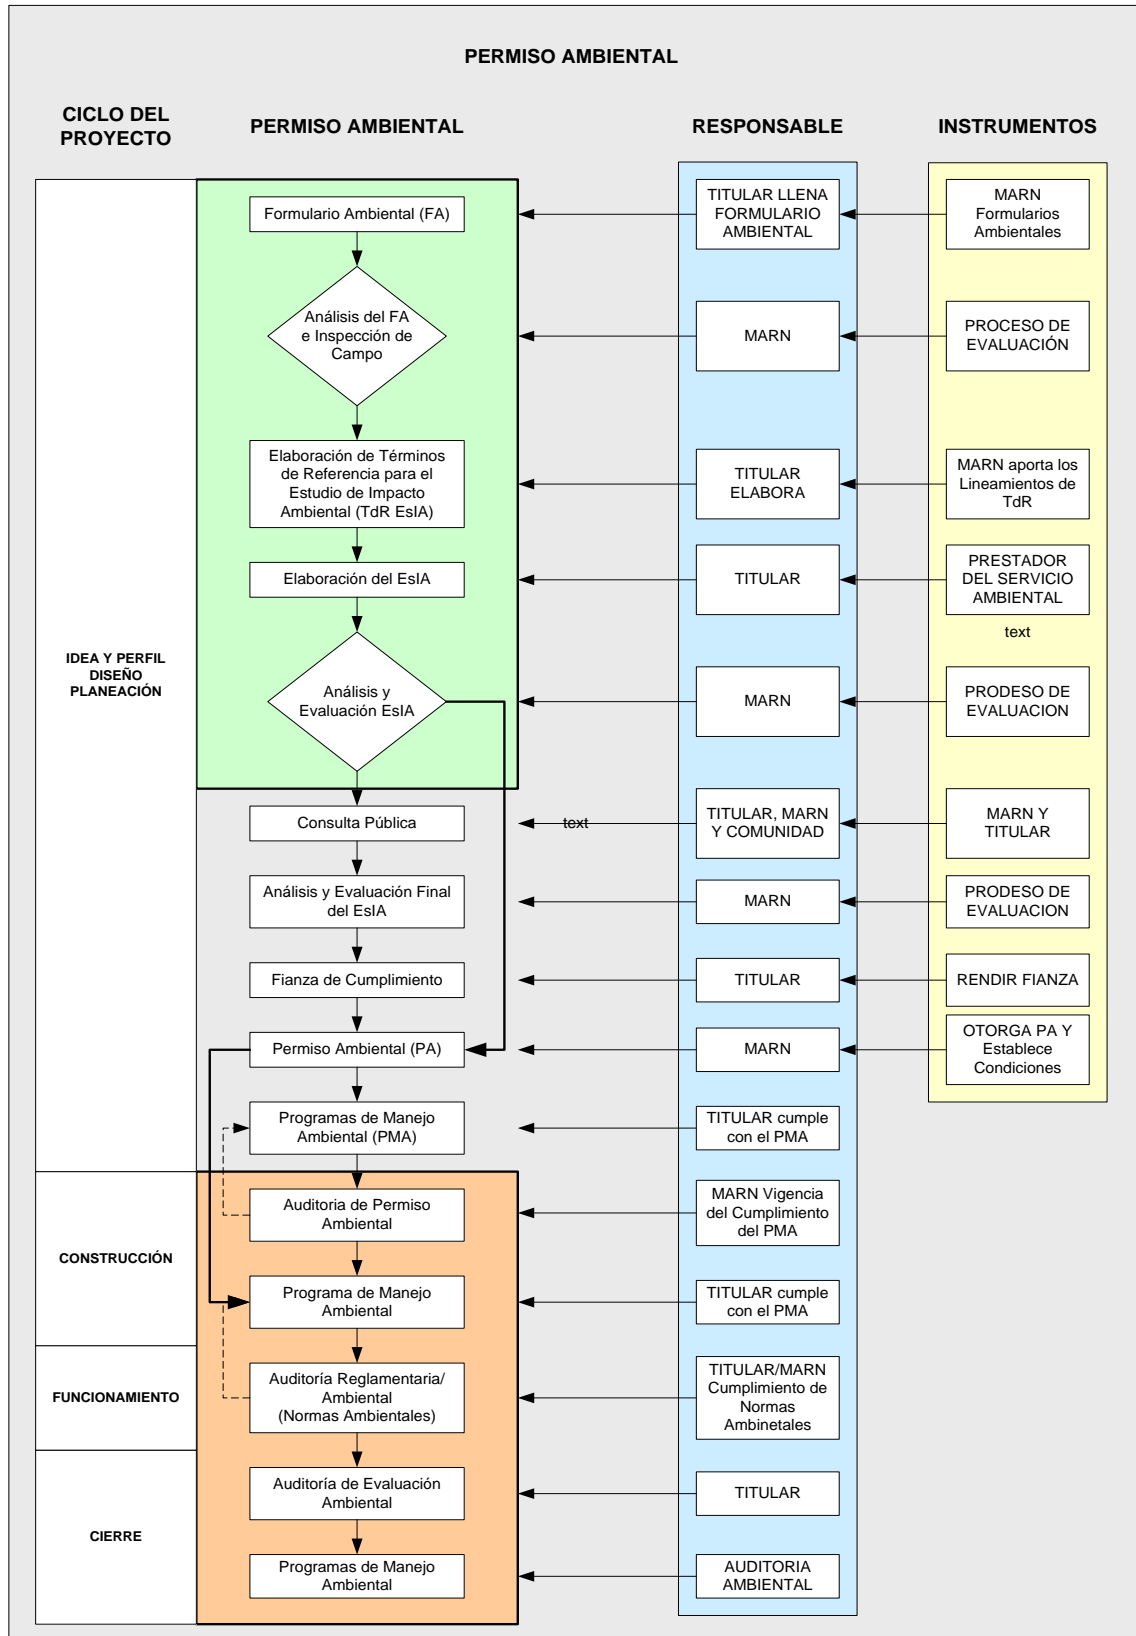 PERMISO AMBIENTAL
CICLO DEL
PROYECTO
PERMISO AMBIENTAL
RESPONSABLE
INSTRUMENTOS
IDEA Y PERFIL
DISEÑO
PLANEACIÓN
Formulario Ambiental (FA)
TITULAR LLENA
FORMULARIO
AMBIENTAL
MARN
Formularios
Ambientales
Análisis del FA
e Inspección de
Campo
MARN
PROCESO DE
EVALUACIÓN
Elaboración de Términos
de Referencia para el
Estudio de Impacto
Ambiental (TdR EsIA)
TITULAR
ELABORA
MARN aporta los
Lineamientos de
TdR
Elaboración del EsIA
TITULAR
PRESTADOR
DEL SERVICIO
AMBIENTAL
text
Análisis y
Evaluación EsIA
MARN
PRODESO DE
EVALUACION
Consulta Pública
text
TITULAR, MARN
Y COMUNIDAD
MARN Y
TITULAR
Análisis y Evaluación Final
del EsIA
MARN
PRODESO DE
EVALUACION
Fianza de Cumplimiento
TITULAR
RENDIR FIANZA
Permiso Ambiental (PA)
MARN
OTORGA PA Y
Establece
Condiciones
Programas de Manejo
Ambiental (PMA)
TITULAR cumple
con el PMA
CONSTRUCCIÓN
Auditoria de Permiso
Ambiental
MARN Vigencia
del Cumplimiento
del PMA
Programa de Manejo
Ambiental
TITULAR cumple
con el PMA
FUNCIONAMIENTO
Auditoría Reglamentaria/
Ambiental
(Normas Ambientales)
TITULAR/MARN
Cumplimiento de
Normas
Ambinetales
CIERRE
Auditoría de Evaluación
Ambiental
TITULAR
Programas de Manejo
Ambiental
AUDITORIA
AMBIENTAL